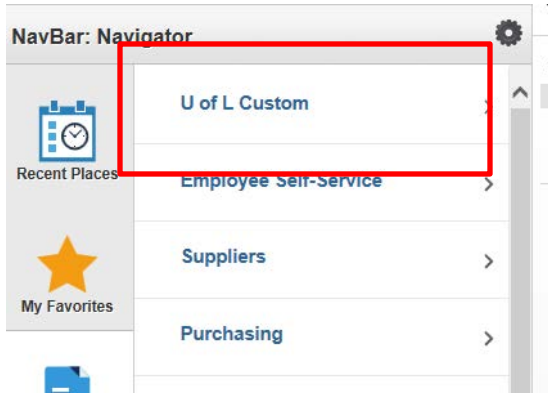 NavBar: Navigator
U of L Custom
Recent Places
Employee Self-Service
Suppliers
My Favorites
Purchasing